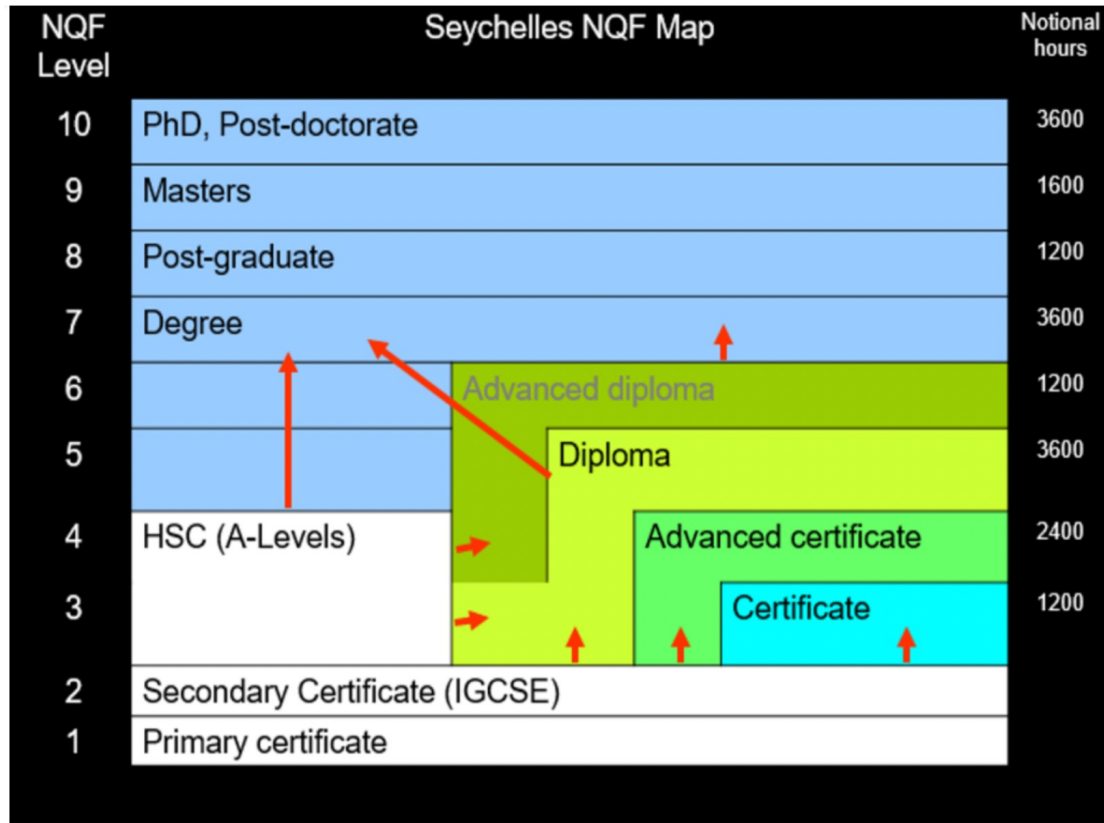 NQF
Level
Seychelles NQF Map
Notional
hours
10 PhD, Post-doctorate 3600
9 Masters 1600
8 Post-graduate 1200
7 Degree 3600
6 Advanced diploma 1200
5 Diploma 3600
4 HSC (A-Levels) Advanced certificate 2400
3 Certificate 1200
2 Secondary Certificate (IGCSE)
1 Primary certificate